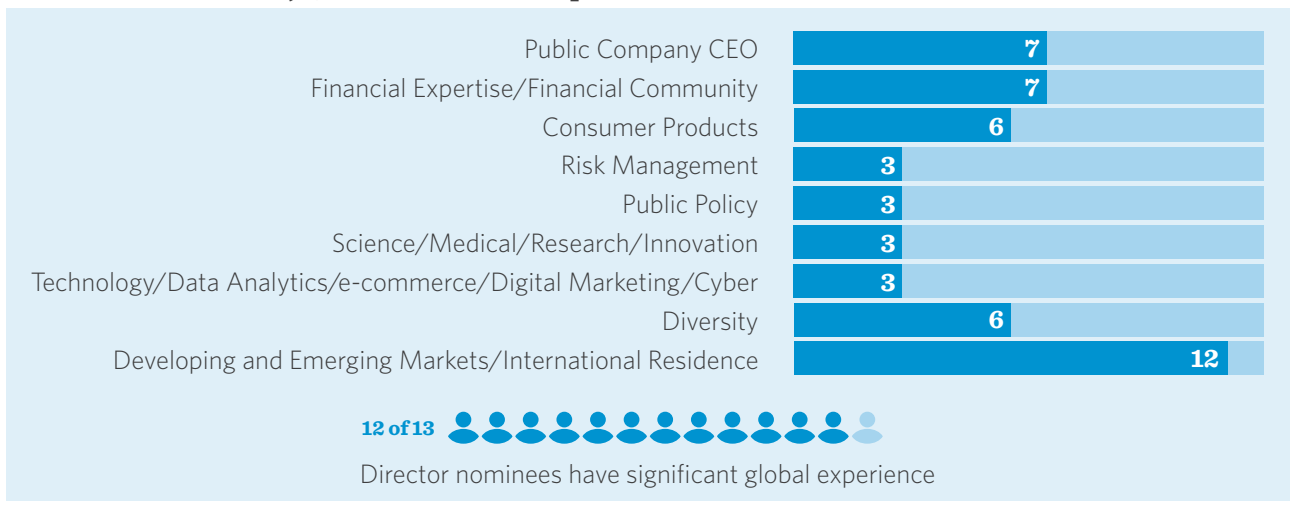 Public Company CEO 7
Financial Expertise/Financial Community 7
Consumer Products 6
Risk Management 3
Public Policy 3
Science/Medical/Research/Innovation 3
Technology/Data Analytics/e-commerce/Digital Marketing/Cyber 3
Diversity 6
Developing and Emerging Markets/International Residence 12
12 of 13
Director nominees have significant global experience